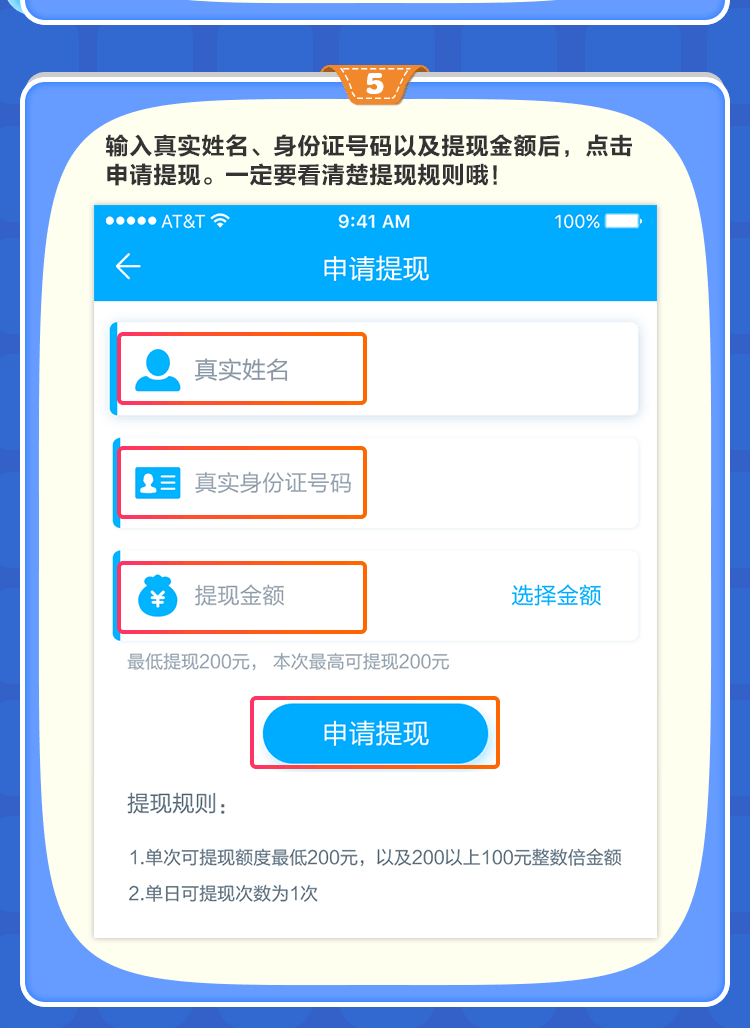 5
输入真实姓名、身份证号码以及提现金额后，点击
申请提现。一定要看清楚提现规则哦！
AT&T 9:41 AM 100%
申请提现
真实姓名
真实身份证号码
¥ 提现金额 选择金额
最低提现200元， 本次最高可提现200元
申请提现
提现规则：
1.单次可提现额度最低200元，以及200以上100元整数倍金额
2.单日可提现次数为1次